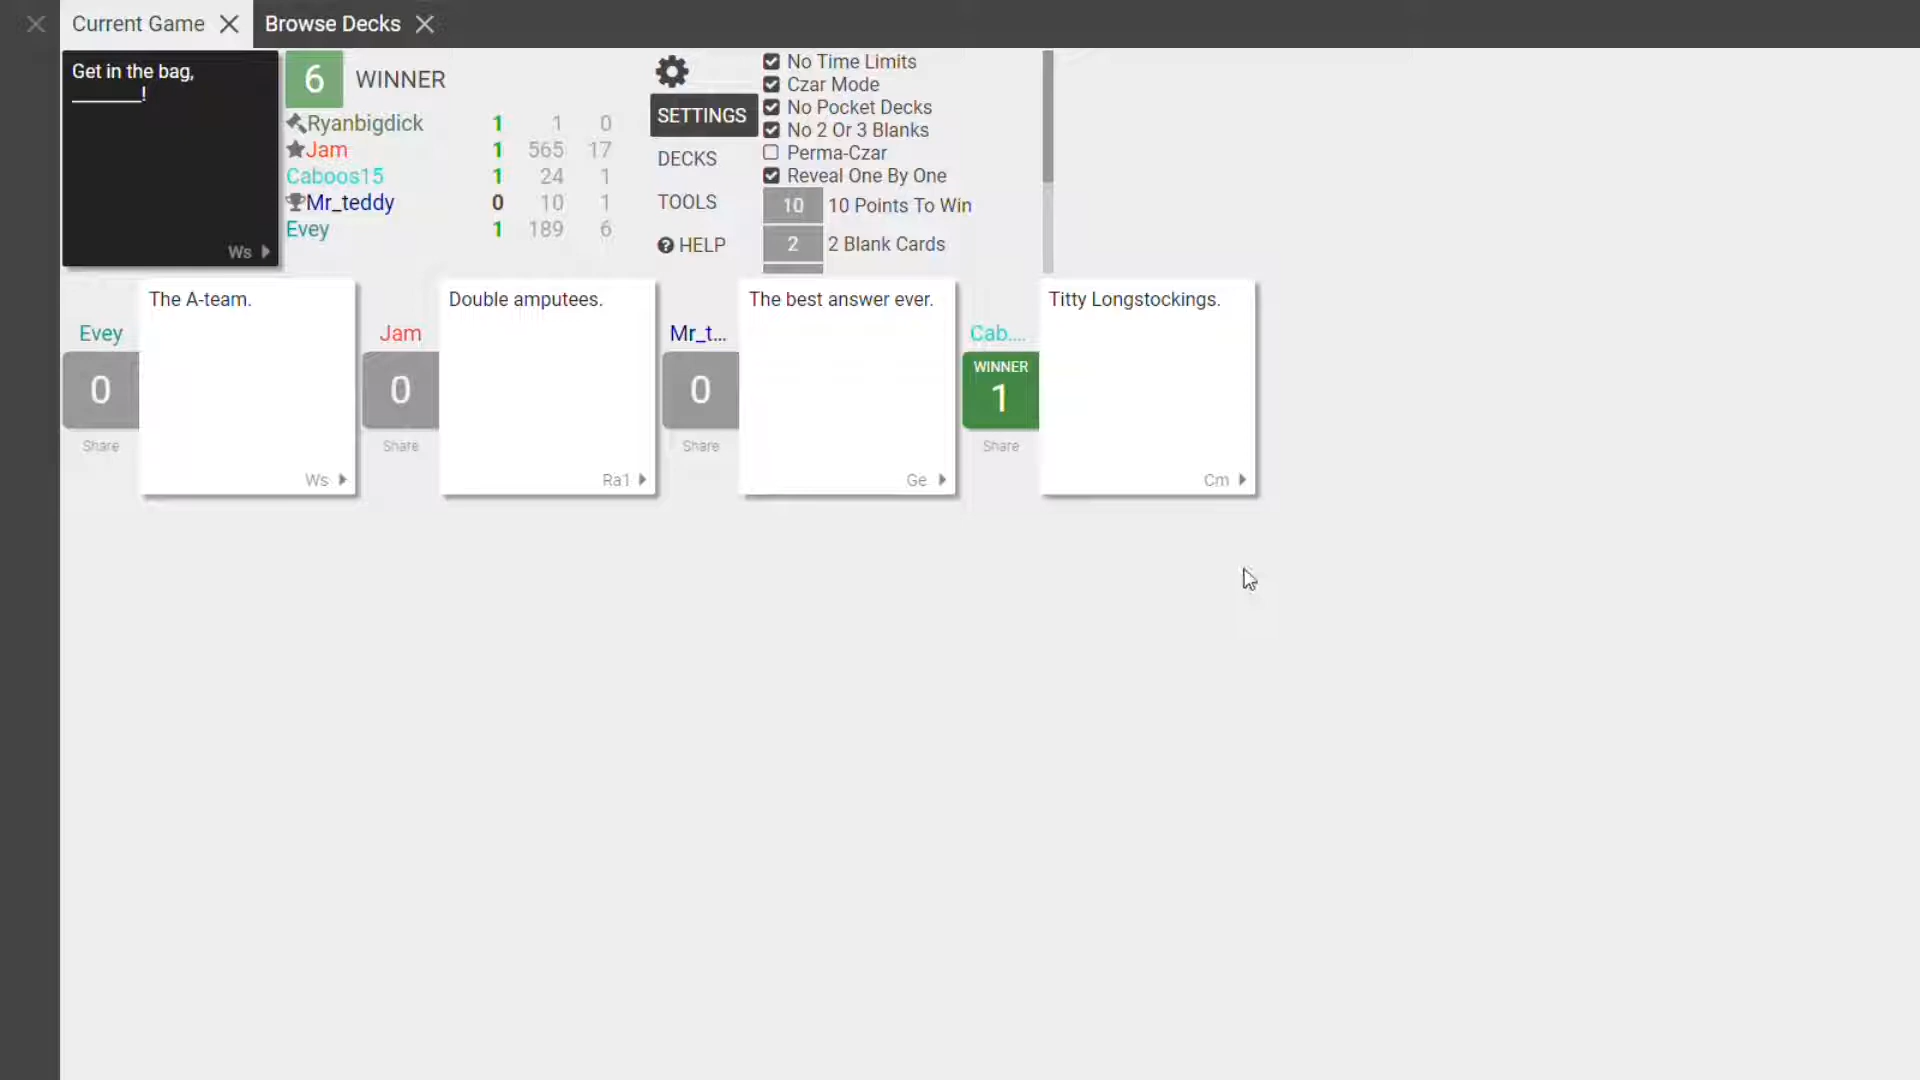 Current Game
Browse Decks
Get in the bag,
_______!
Ws
6 WINNER
Ryanbigdick 1 1 0
Jam 1 565 17
Caboos15 1 24 1
Mr_teddy 0 10 1
Evey 1 189 6
SETTINGS
DECKS
TOOLS
HELP
No Time Limits
Czar Mode
No Pocket Decks
No 2 Or 3 Blanks
Perma-Czar
Reveal One By One
10 10 Points To Win
2 2 Blank Cards
Evey
0
Share
The A-team.
Ws
Jam
0
Share
Double amputees.
Ra1
Mr_t...
0
Share
The best answer ever.
Ge
Cab....
WINNER
1
Share
Titty Longstockings.
Cm